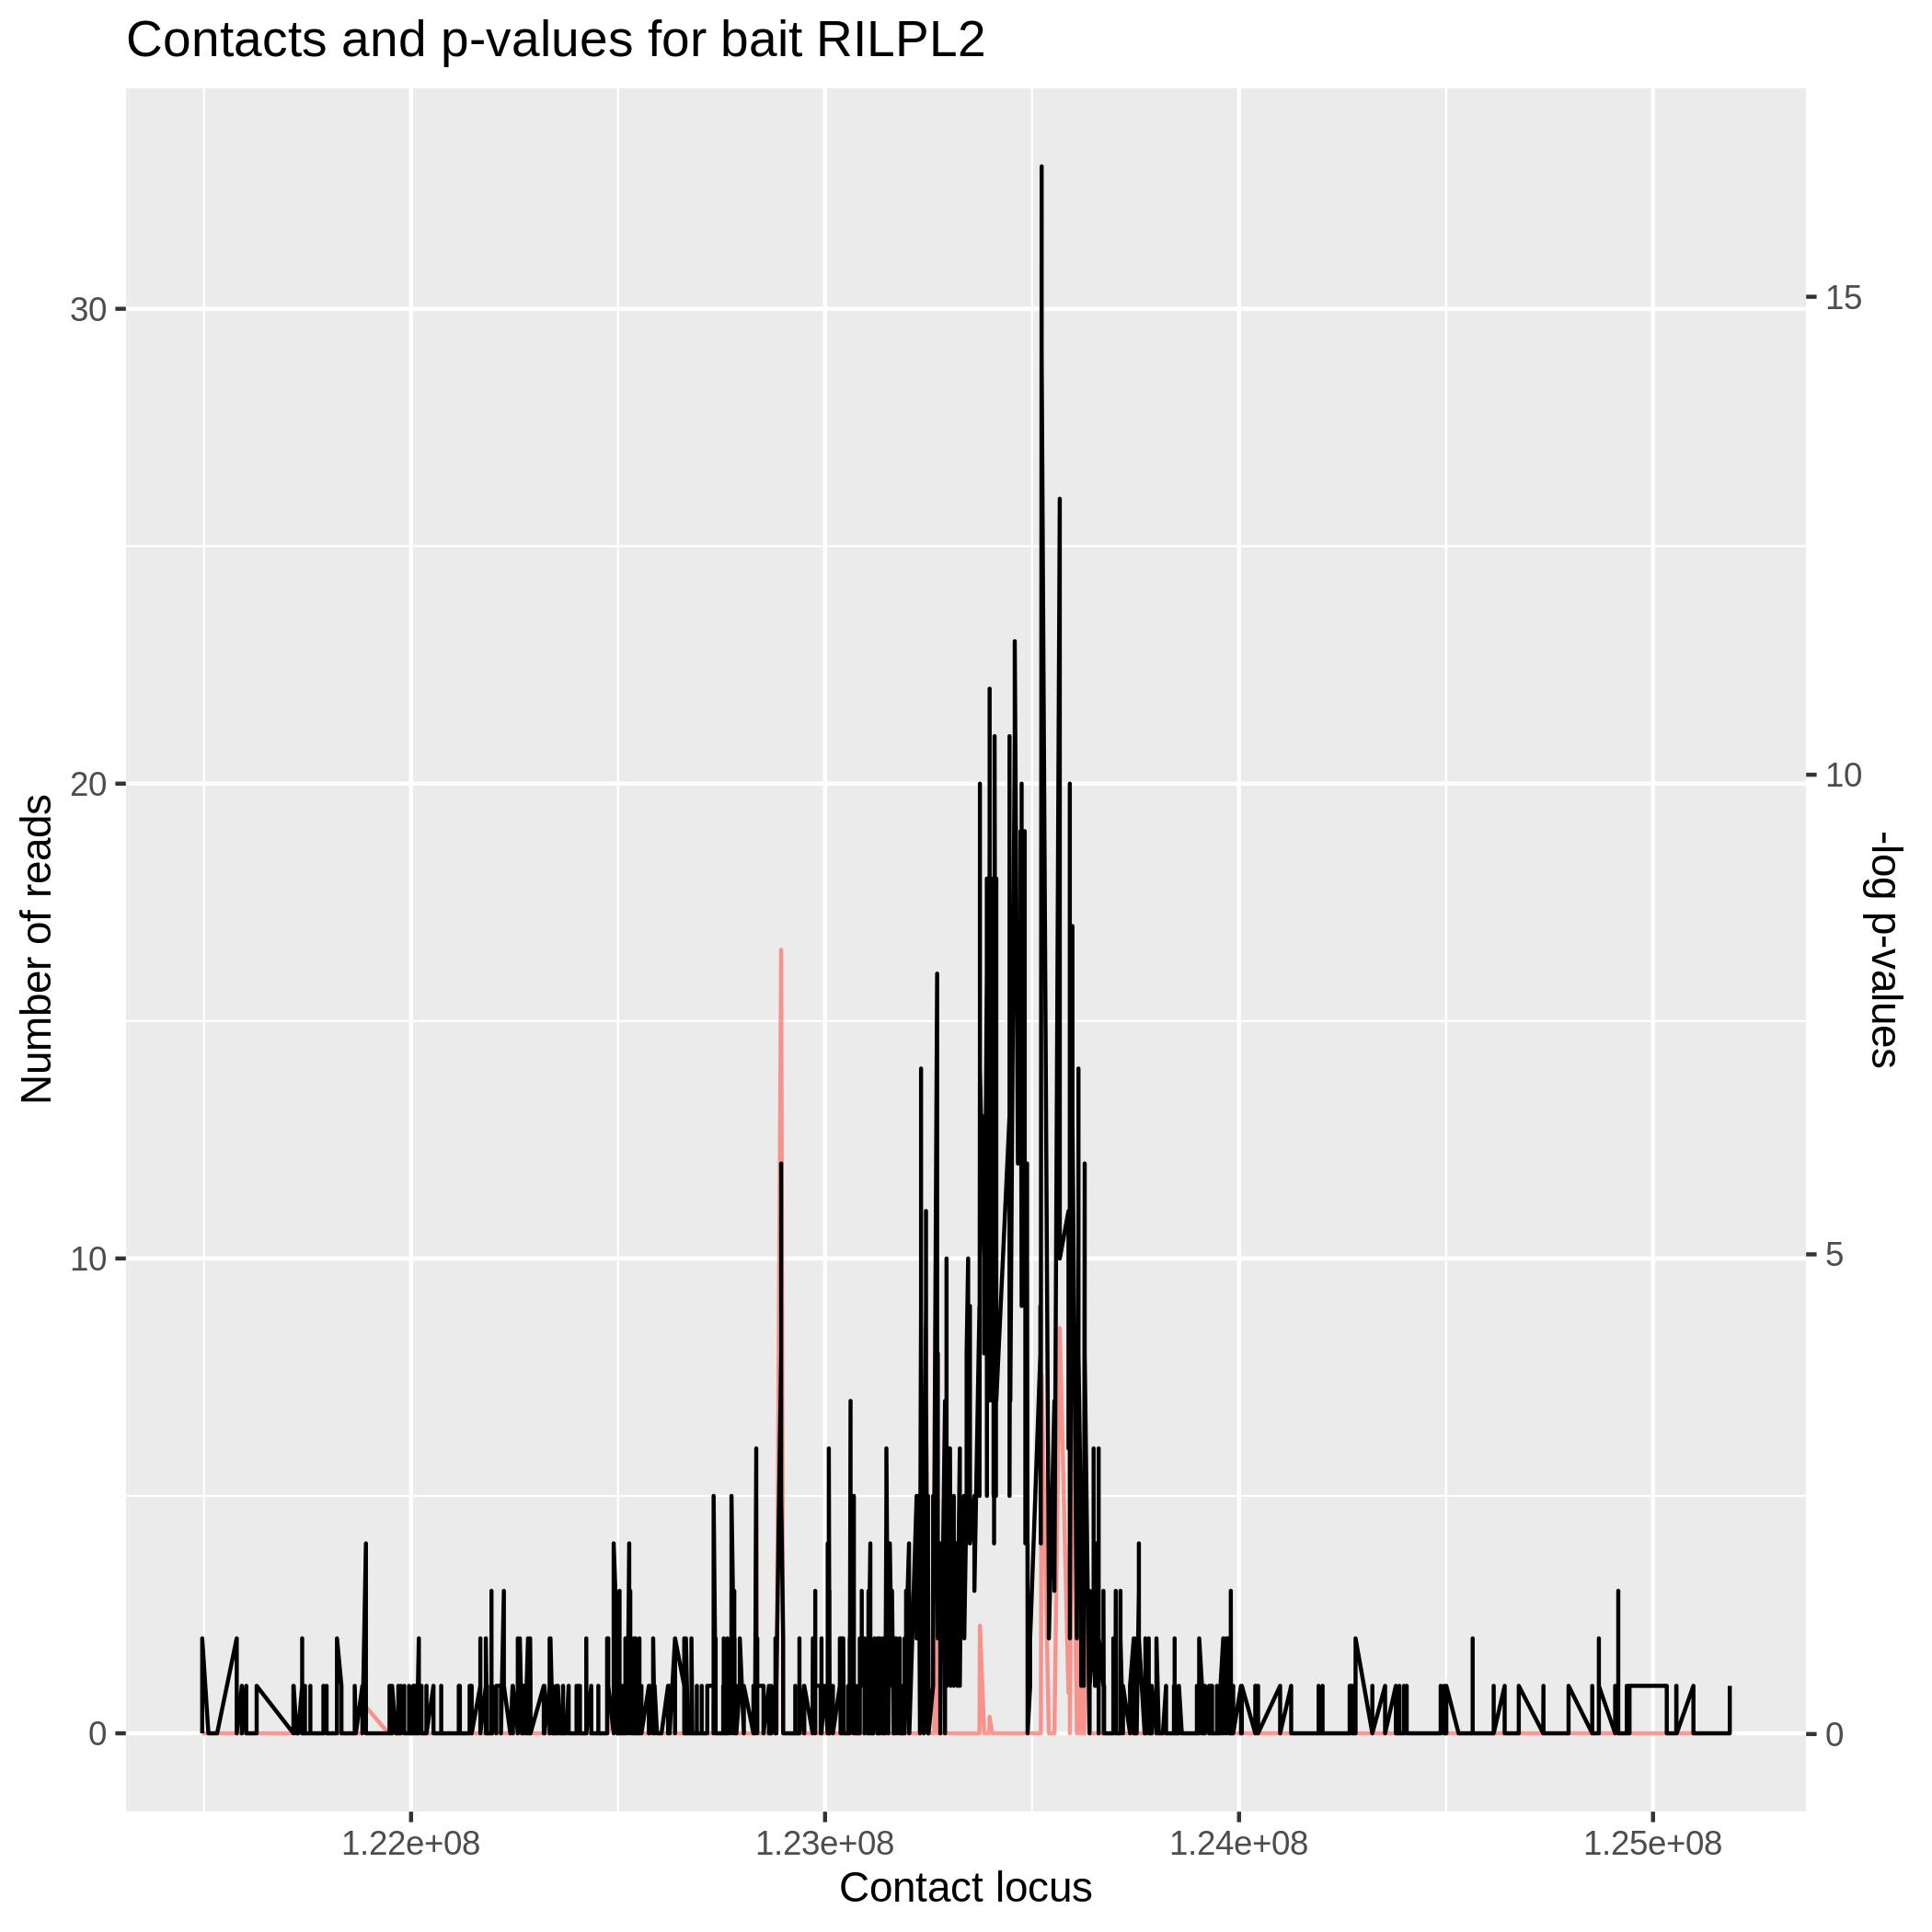 Contacts and p-values for bait RILPL2
30
20
10
0
Number of reads
15
10
5
0
-log p-values
1.22e+08
1.23e+08
1.24e+08
1.25e+08
Contact locus